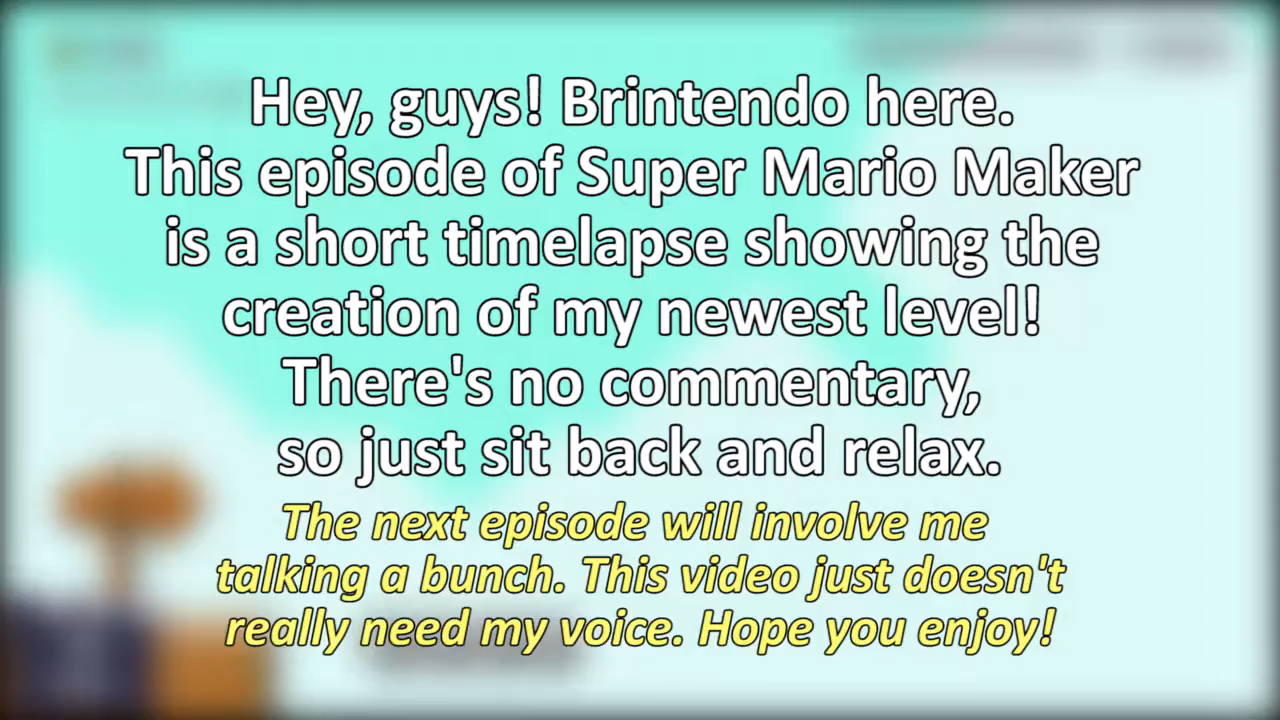 Hey, guys! Brintendo here.
This episode of Super Mario Maker
is a short timelapse showing the
creation of my newest level!
There's no commentary,
so just sit back and relax.
The next episode will involve me
talking a bunch. This video just doesn't
really need my voice. Hope you enjoy!